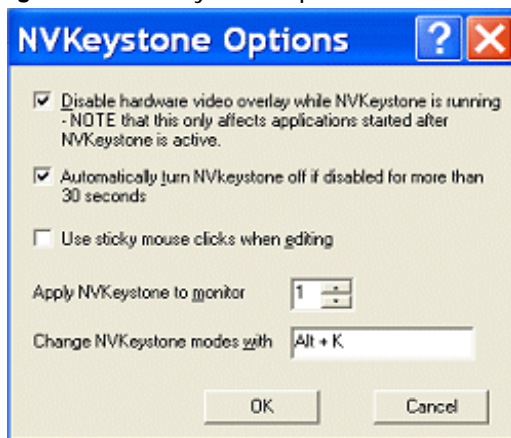 NVKeystone Options
Disable hardware video overlay while NVKeystone is running
- NOTE that this only affects applications started after
NVKeystone is active.
Automatically turn NVkeystone off if disabled for more than
30 seconds
Use sticky mouse clicks when editing
Apply NVKeystone to monitor 1
Change NVKeystone modes with Alt + K
OK Cancel